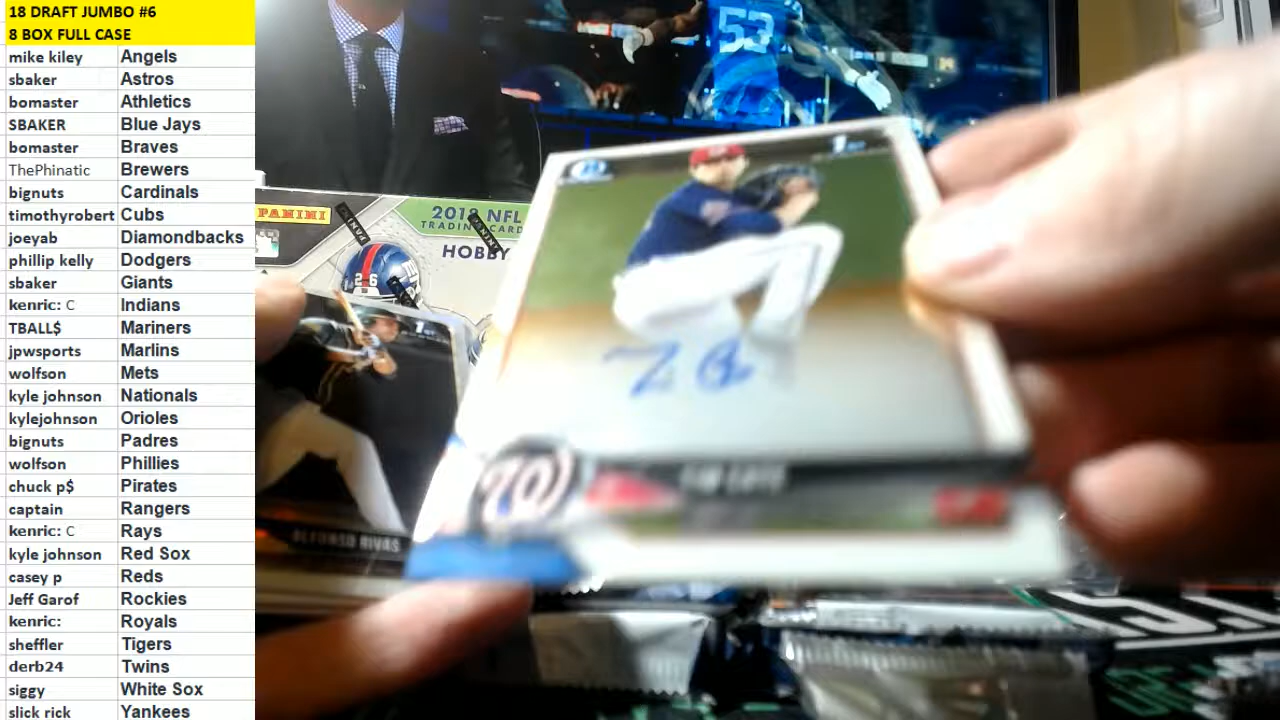 18 DRAFT JUMBO #6
8 BOX FULL CASE
mike kiley Angels
sbaker Astros
bomaster Athletics
SBAKER Blue Jays
bomaster Braves
ThePhinatic Brewers
bignuts Cardinals
timothyrobert Cubs
joeyab Diamondbacks
phillip kelly Dodgers
sbaker Giants
kenric: C Indians
TBALL$ Mariners
jpwsports Marlins
wolfson Mets
kyle johnson Nationals
kylejohnson Orioles
bignuts Padres
wolfson Phillies
chuck p$ Pirates
captain Rangers
kenric: C Rays
kyle johnson Red Sox
casey p Reds
Jeff Garof Rockies
kenric: Royals
sheffler Tigers
derb24 Twins
siggy White Sox
slick rick Yankees
53
PANINI
2018 NFL
TRADING CARD
HOBBY
26
1ST
ALFONSO RIVAS
W